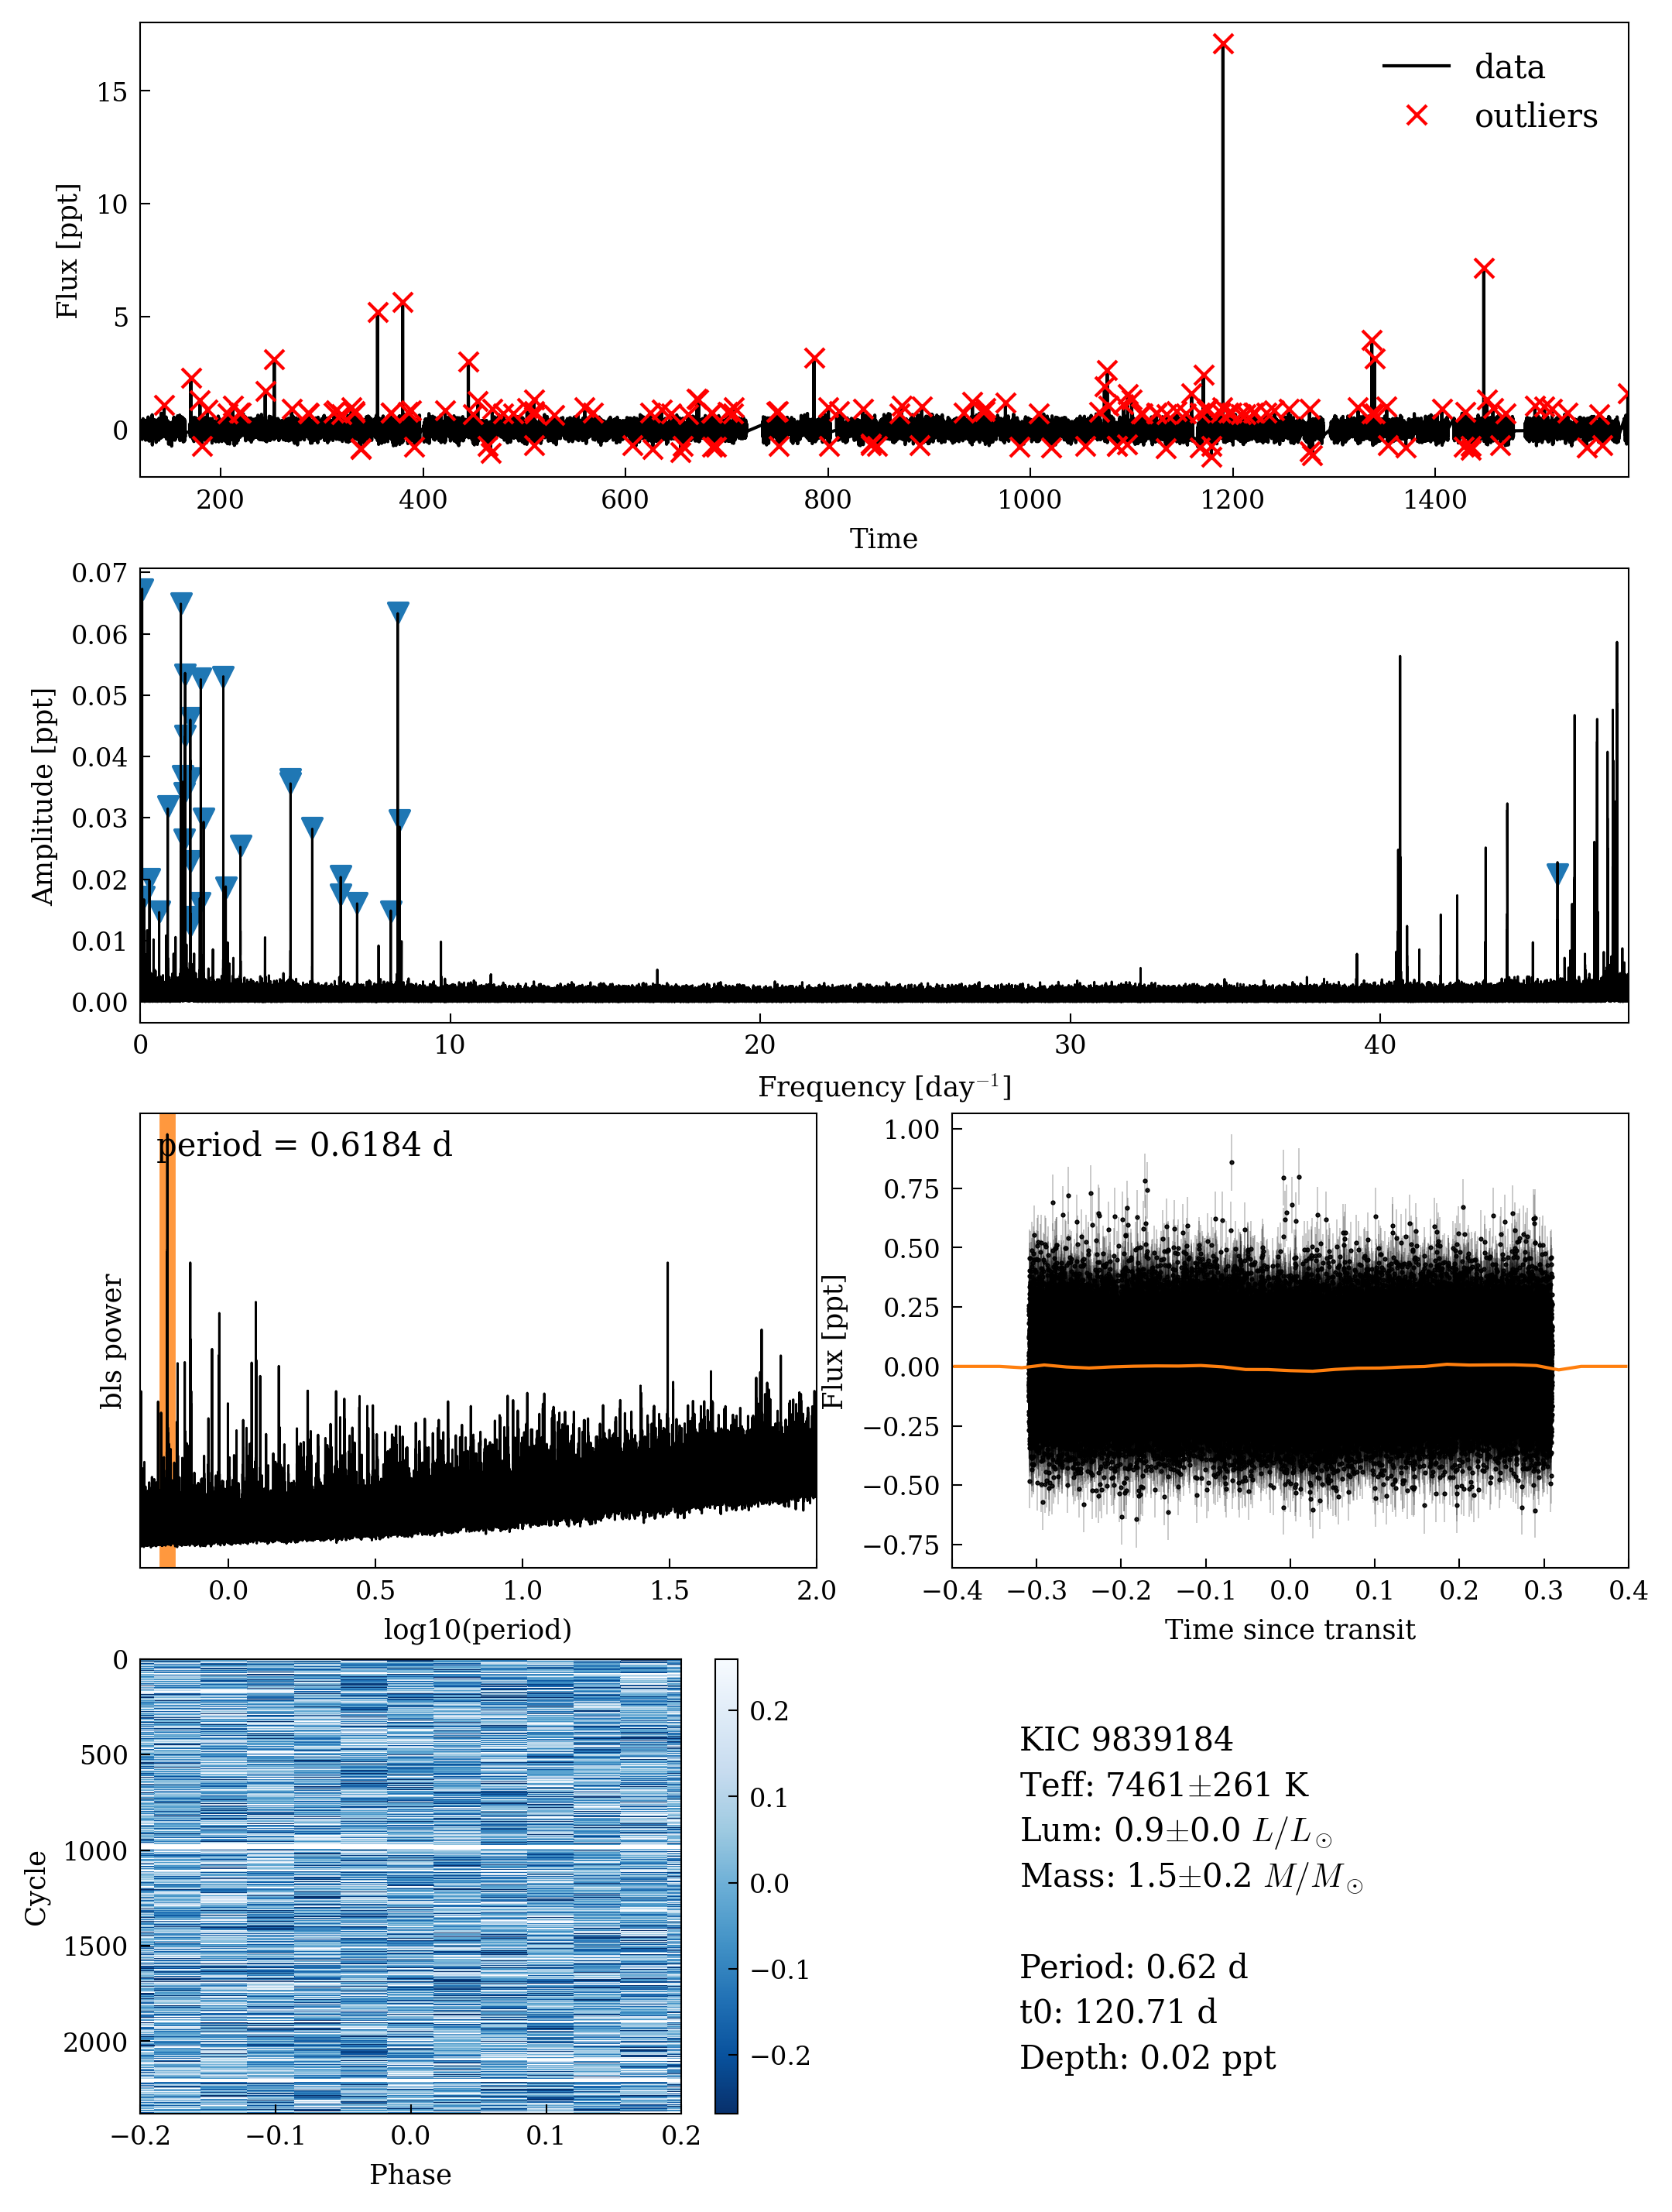 data
outliers
15
10
5
0
Flux [ppt]
200 400 600 800 1000 1200 1400
Time
0.07
0.06
0.05
0.04
0.03
0.02
0.01
0.00
Amplitude [ppt]
0 10 20 30 40
Frequency [day⁻¹]
period = 0.6184 d
bls power
0.0 0.5 1.0 1.5 2.0
log10(period)
1.00
0.75
0.50
0.25
0.00
−0.25
−0.50
−0.75
Flux [ppt]
−0.4 −0.3 −0.2 −0.1 0.0 0.1 0.2 0.3 0.4
Time since transit
0
500
1000
1500
2000
Cycle
−0.2 −0.1 0.0 0.1 0.2
Phase
0.2
0.1
0.0
−0.1
−0.2
KIC 9839184
Teff: 7461±261 K
Lum: 0.9±0.0 L/L⊙
Mass: 1.5±0.2 M/M⊙
Period: 0.62 d
t0: 120.71 d
Depth: 0.02 ppt